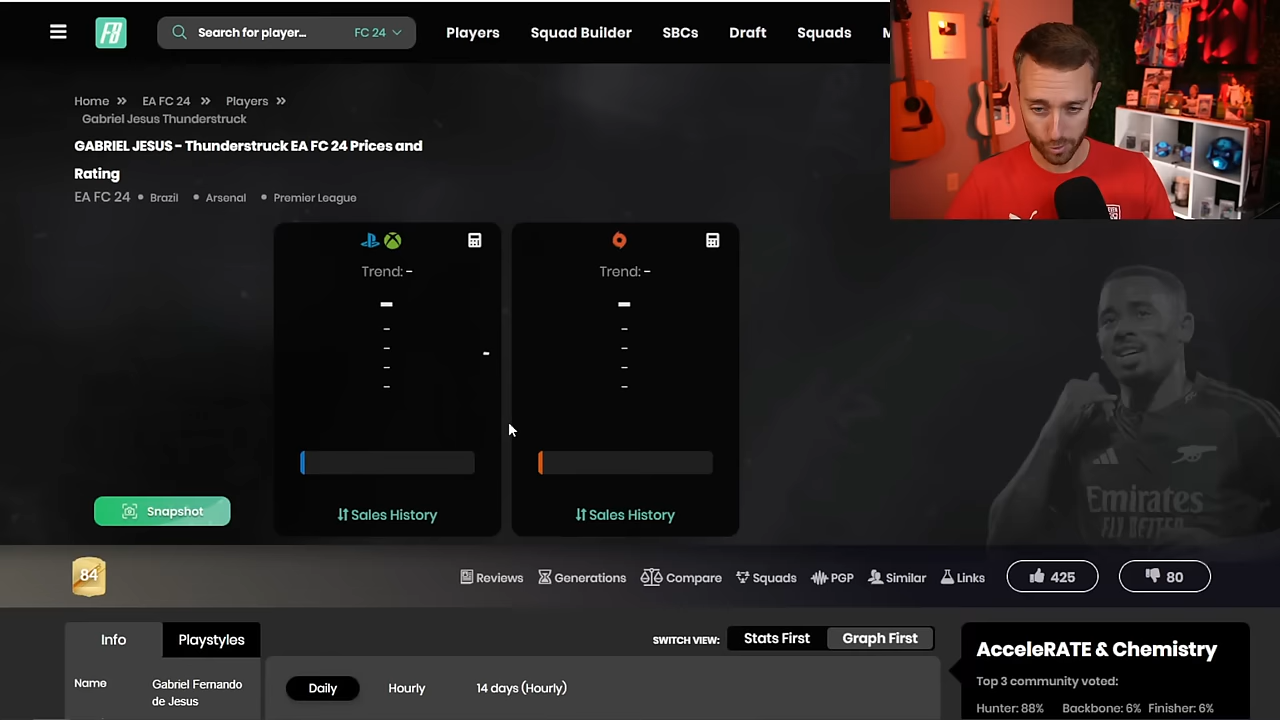 FB
Search for player...
FC 24
Players
Squad Builder
SBCs
Draft
Squads
M
Home » EA FC 24 » Players »
Gabriel Jesus Thunderstruck
GABRIEL JESUS - Thunderstruck EA FC 24 Prices and
Rating
EA FC 24 • Brazil • Arsenal • Premier League
Trend: -
Trend: -
Sales History
Sales History
Snapshot
Emirates
FLY BETTER
84
Reviews
Generations
Compare
Squads
PGP
Similar
Links
425
80
Info
Playstyles
SWITCH VIEW:
Stats First
Graph First
AcceleRATE & Chemistry
Name
Gabriel Fernando
de Jesus
Daily
Hourly
14 days (Hourly)
Top 3 community voted:
Hunter: 88% Backbone: 6% Finisher: 6%